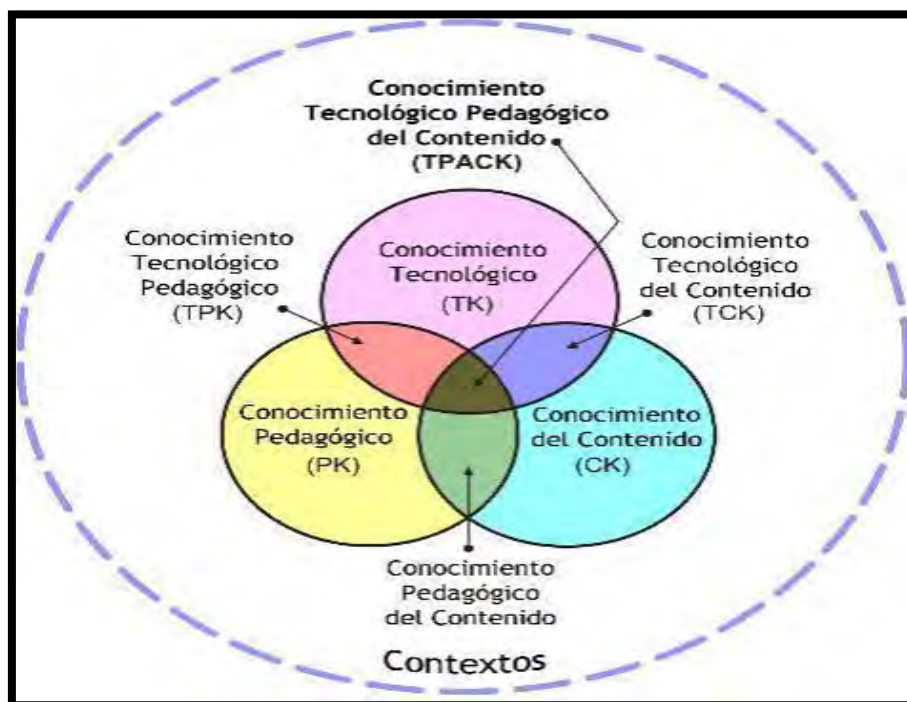 Conocimiento
Tecnológico Pedagógico
del Contenido
(TPACK)
Conocimiento
Tecnológico
Pedagógico
(TPK)
Conocimiento
Tecnológico
(TK)
Conocimiento
Tecnológico
del Contenido
(TCK)
Conocimiento
Pedagógico
(PK)
Conocimiento
del Contenido
(CK)
Conocimiento
Pedagógico
del Contenido
Contextos